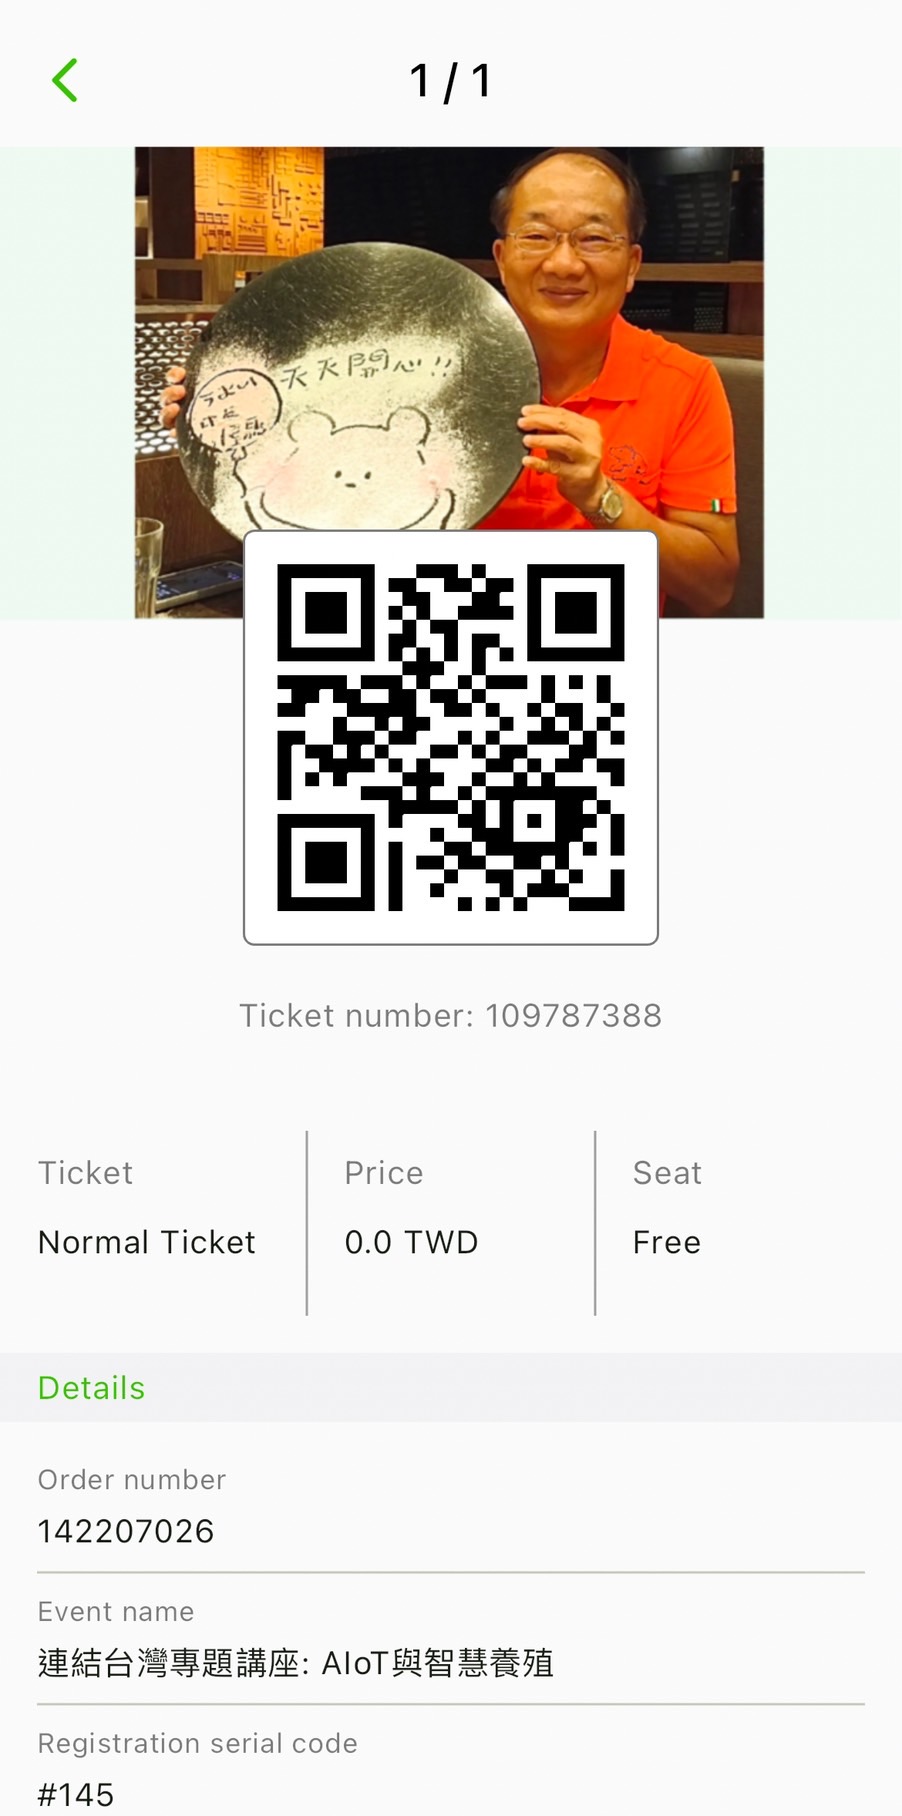 1 / 1
天天開心!!
Ticket number: 109787388
Ticket
Price
Seat
Normal Ticket
0.0 TWD
Free
Details
Order number
142207026
Event name
連結台灣專題講座: AIoT與智慧養殖
Registration serial code
#145